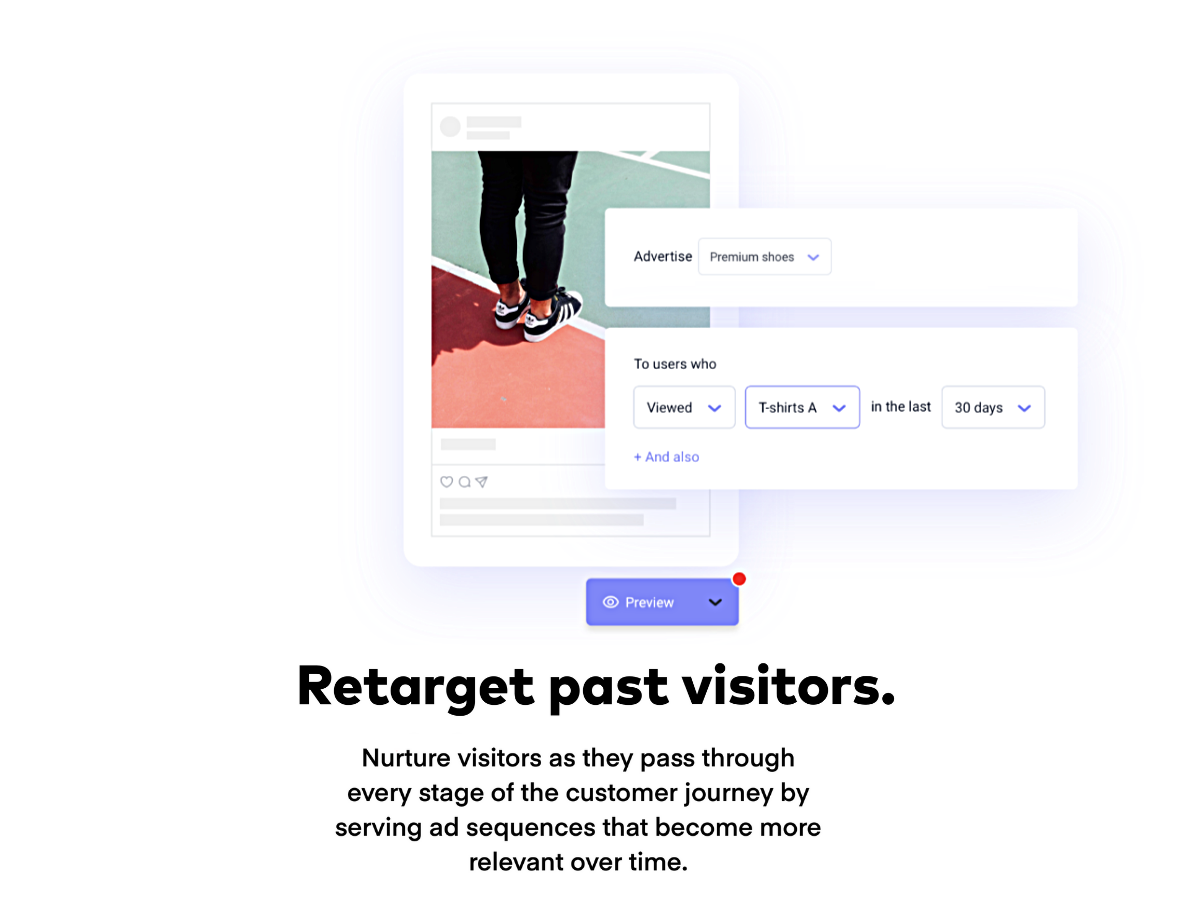 Advertise Premium shoes
To users who
Viewed T-shirts A in the last 30 days
+ And also
Preview
Retarget past visitors.
Nurture visitors as they pass through
every stage of the customer journey by
serving ad sequences that become more
relevant over time.